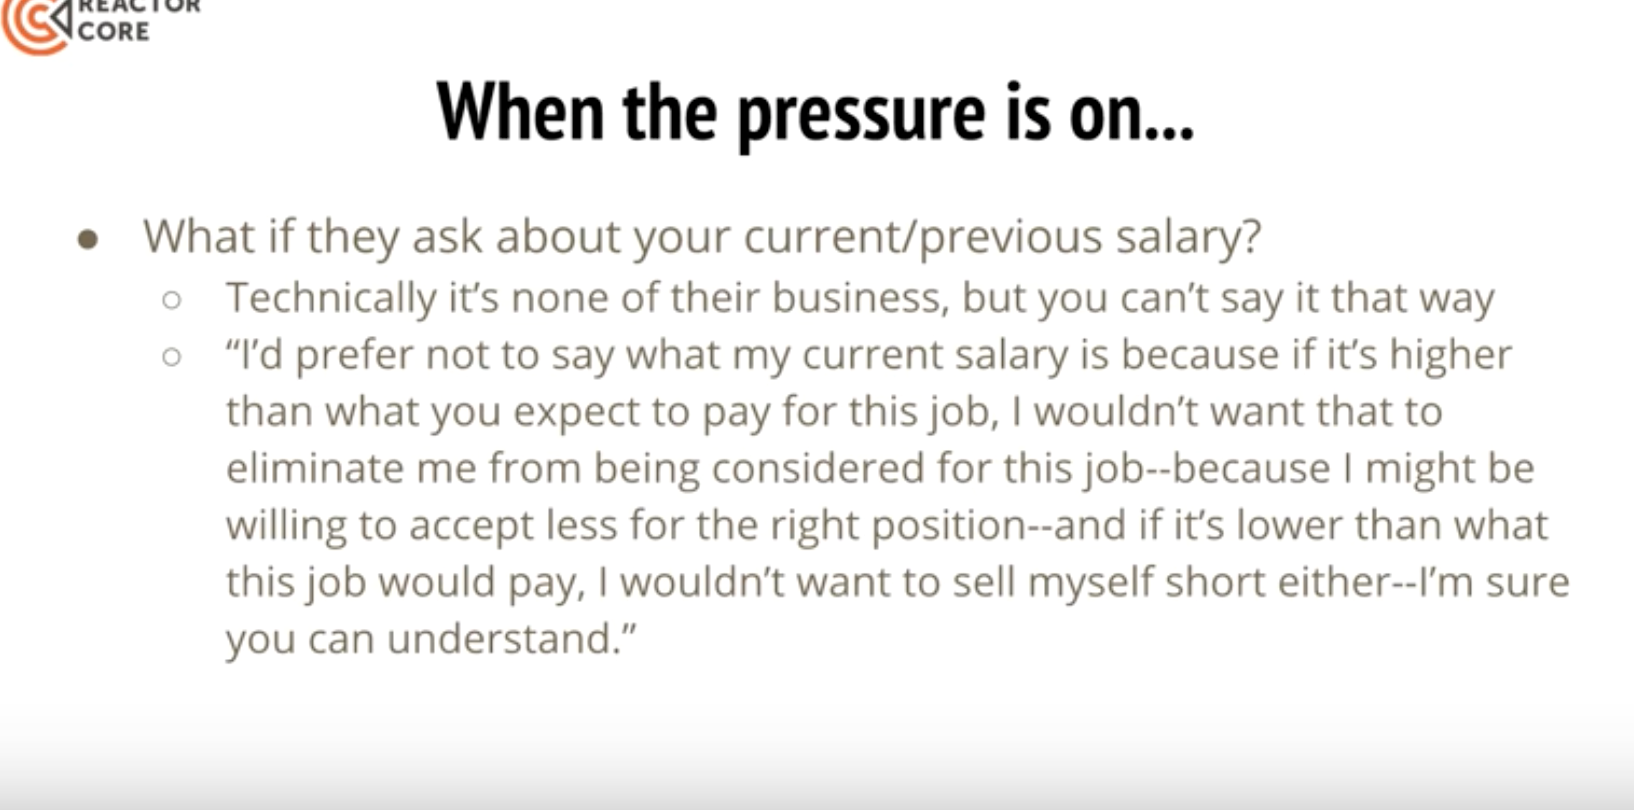 REACTOR
CORE
When the pressure is on...
● What if they ask about your current/previous salary?
○ Technically it’s none of their business, but you can’t say it that way
○ “I’d prefer not to say what my current salary is because if it’s higher
than what you expect to pay for this job, I wouldn’t want that to
eliminate me from being considered for this job--because I might be
willing to accept less for the right position--and if it’s lower than what
this job would pay, I wouldn’t want to sell myself short either--I’m sure
you can understand.”